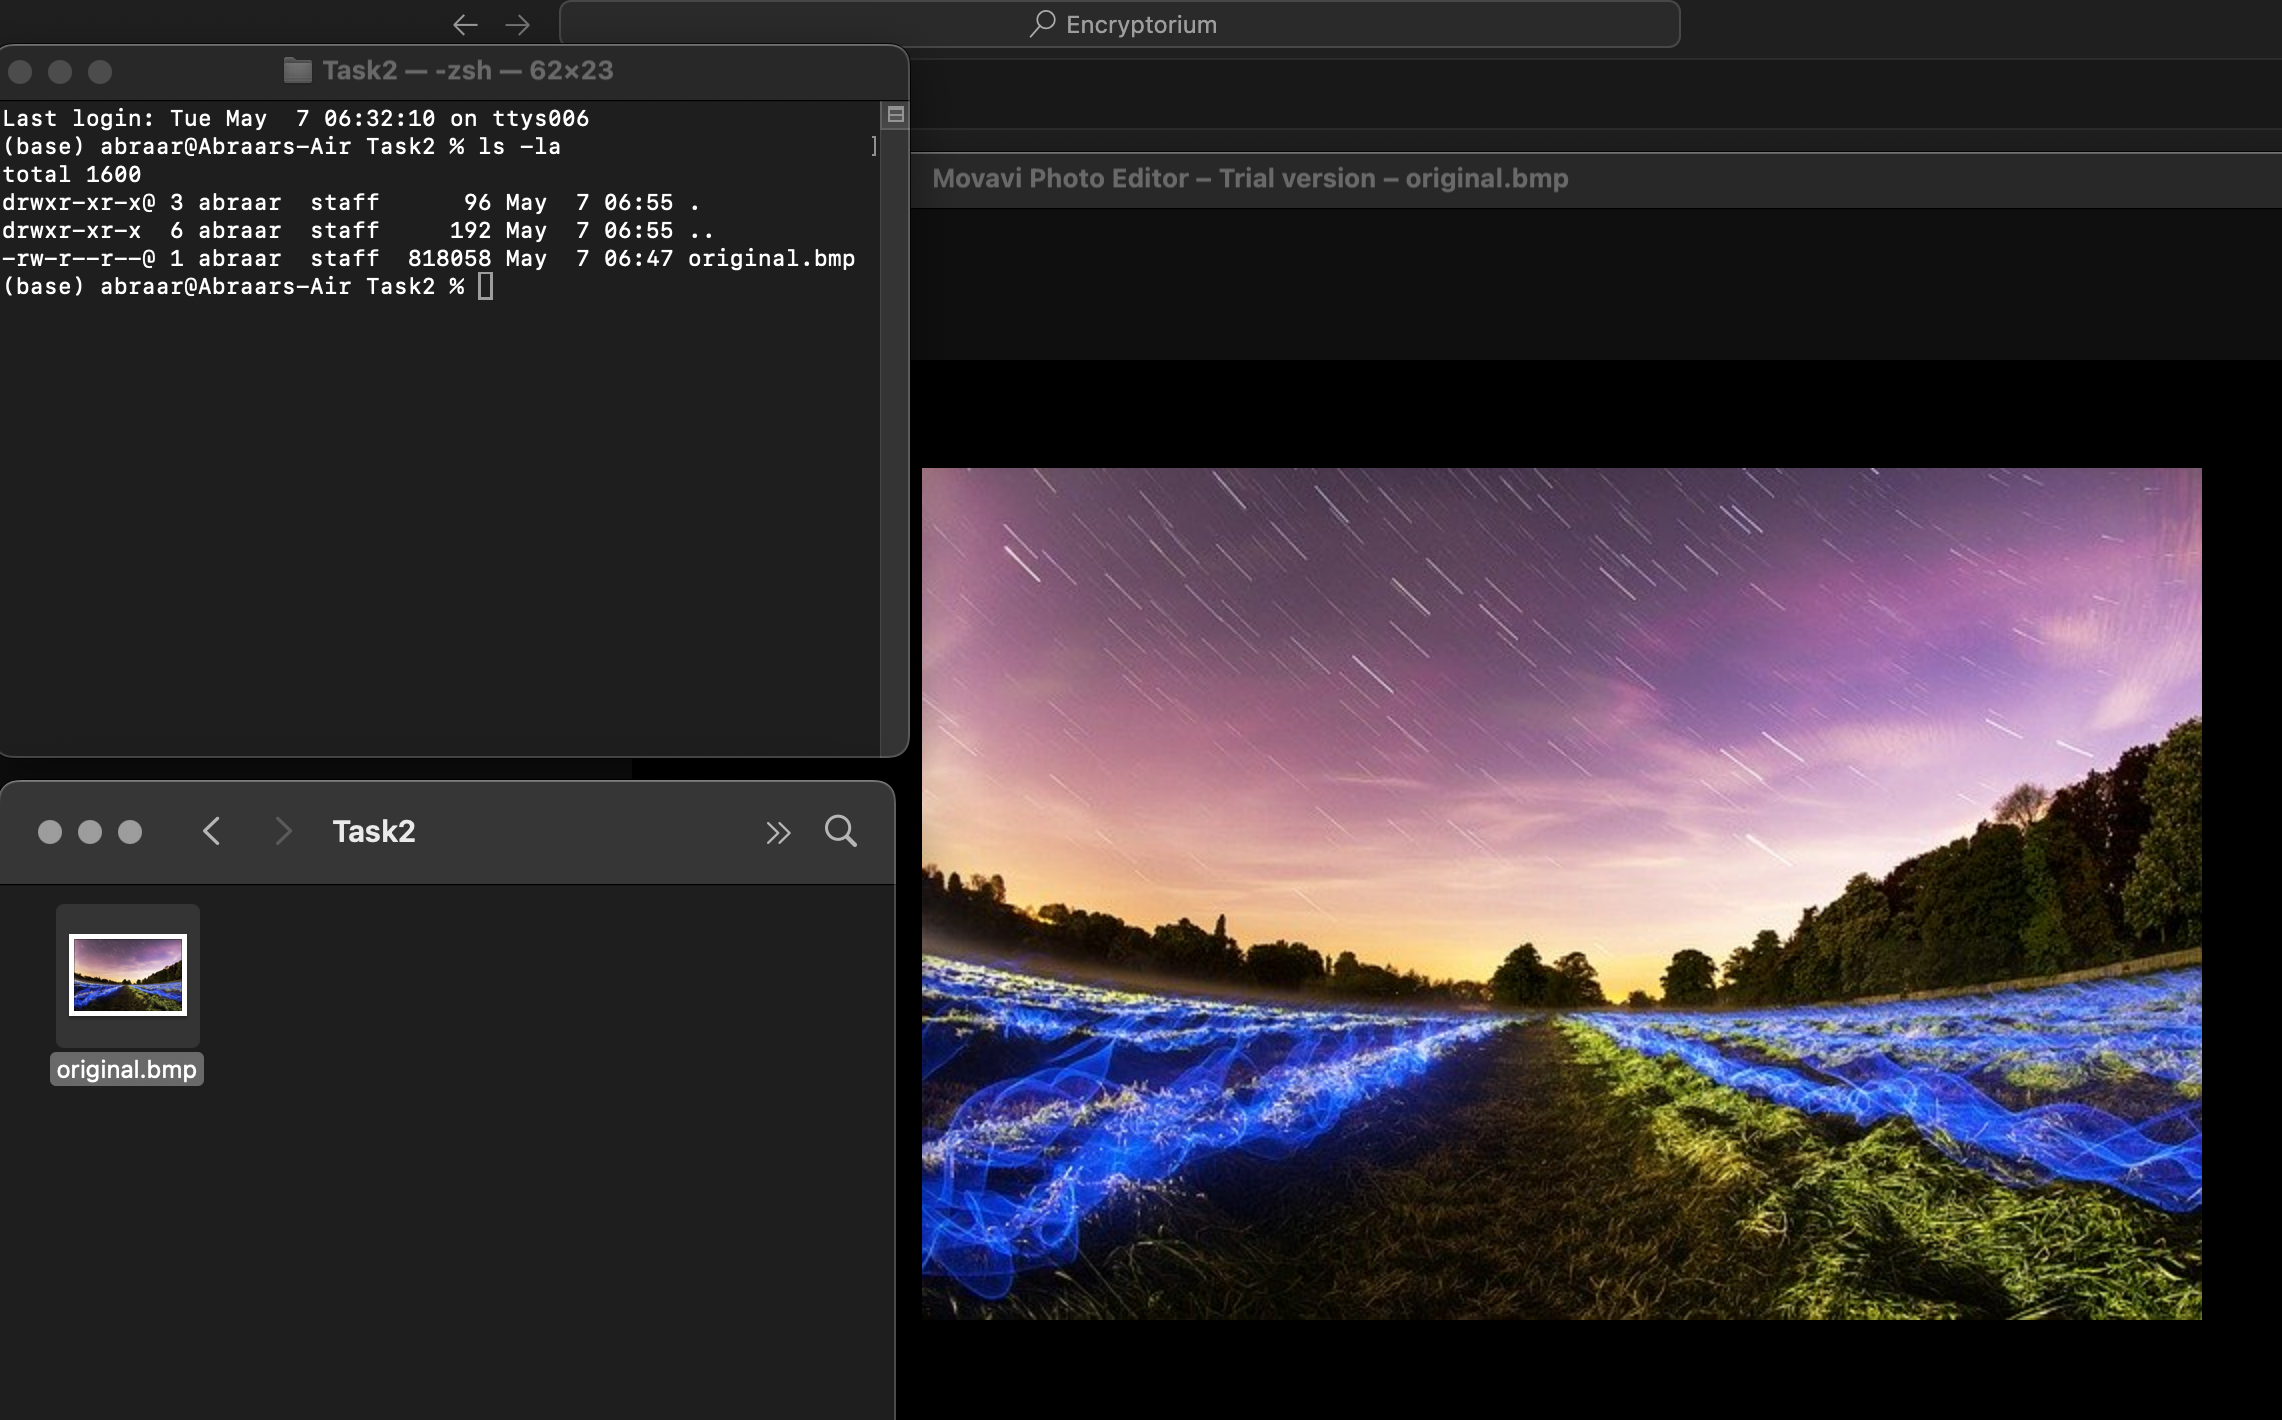 Encryptorium
Task2 — -zsh — 62×23
Last login: Tue May  7 06:32:10 on ttys006
(base) abraar@Abraars-Air Task2 % ls -la ]
total 1600
drwxr-xr-x@ 3 abraar  staff      96 May  7 06:55 .
drwxr-xr-x  6 abraar  staff     192 May  7 06:55 ..
-rw-r--r--@ 1 abraar  staff  818058 May  7 06:47 original.bmp
(base) abraar@Abraars-Air Task2 %
Movavi Photo Editor – Trial version – original.bmp
Task2
original.bmp